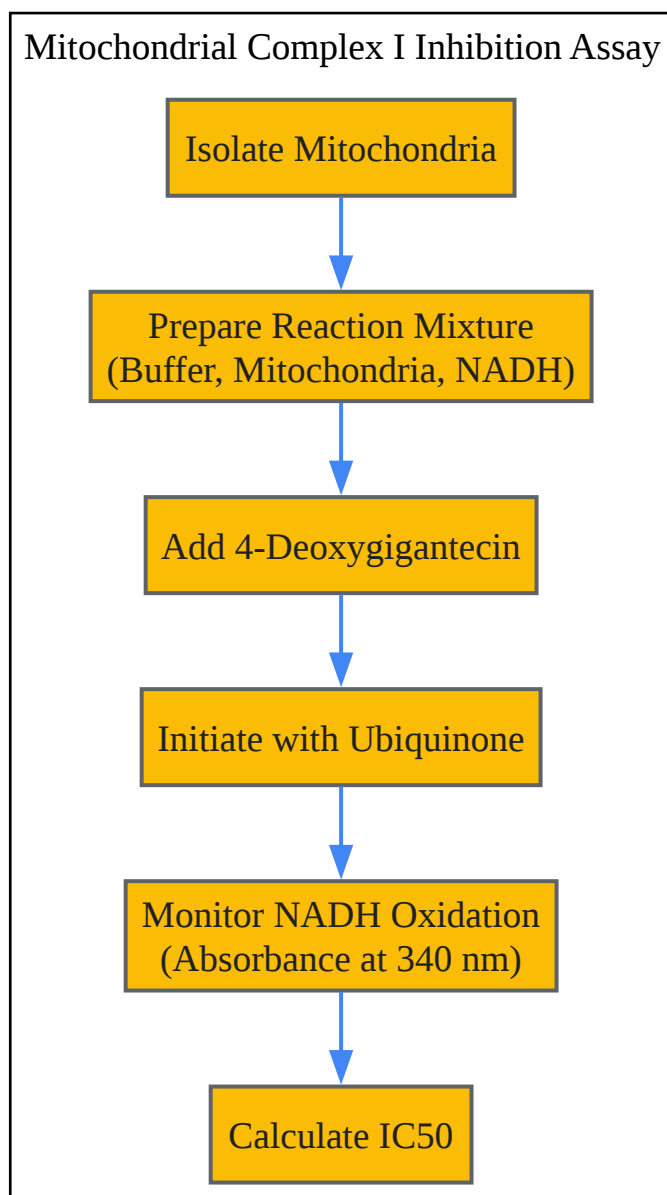 Mitochondrial Complex I Inhibition Assay
Isolate Mitochondria
Prepare Reaction Mixture
(Buffer, Mitochondria, NADH)
Add 4-Deoxygigantecin
Initiate with Ubiquinone
Monitor NADH Oxidation
(Absorbance at 340 nm)
Calculate IC50